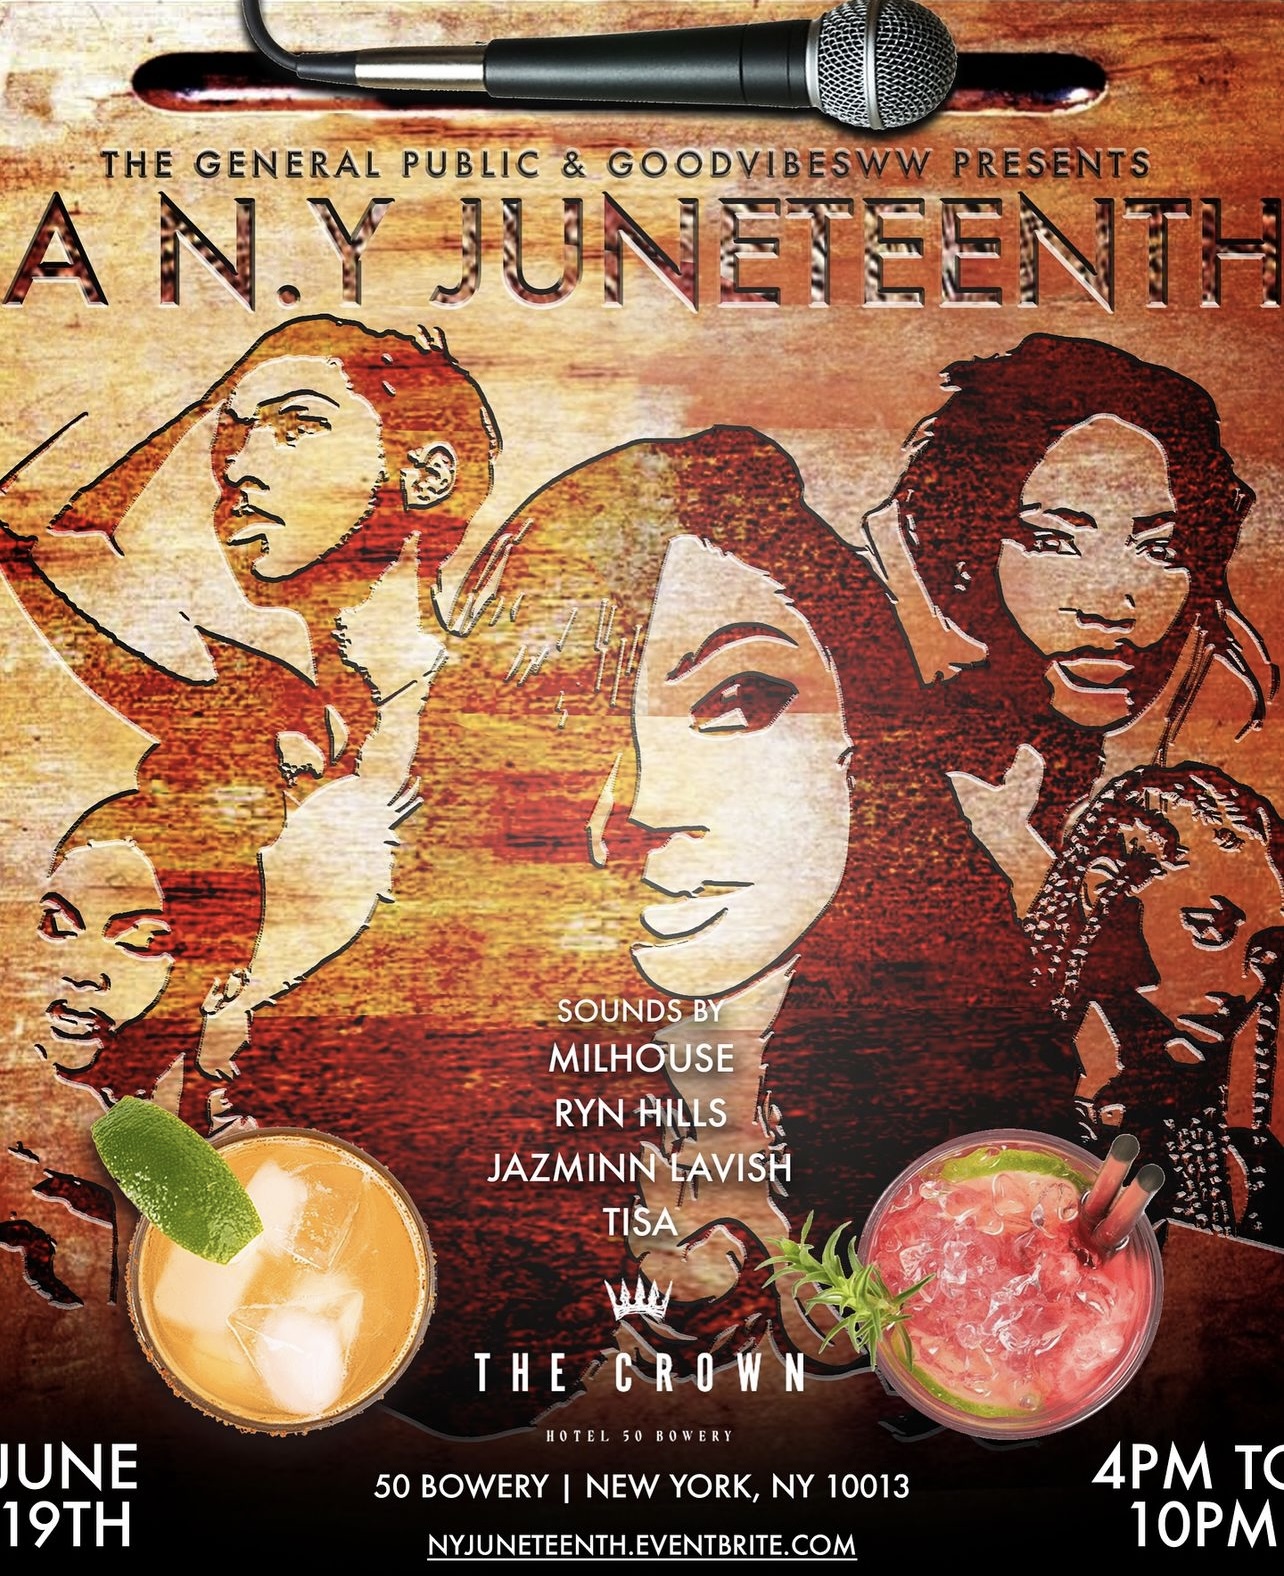 THE GENERAL PUBLIC & GOODVIBESWW PRESENTS
A N.Y JUNETEENTH
SOUNDS BY
MILHOUSE
RYN HILLS
JAZMINN LAVISH
TISA
THE CROWN
HOTEL 50 BOWERY
JUNE
19TH
4PM TO
10PM
50 BOWERY | NEW YORK, NY 10013
NYJUNETEENTH.EVENTBRITE.COM